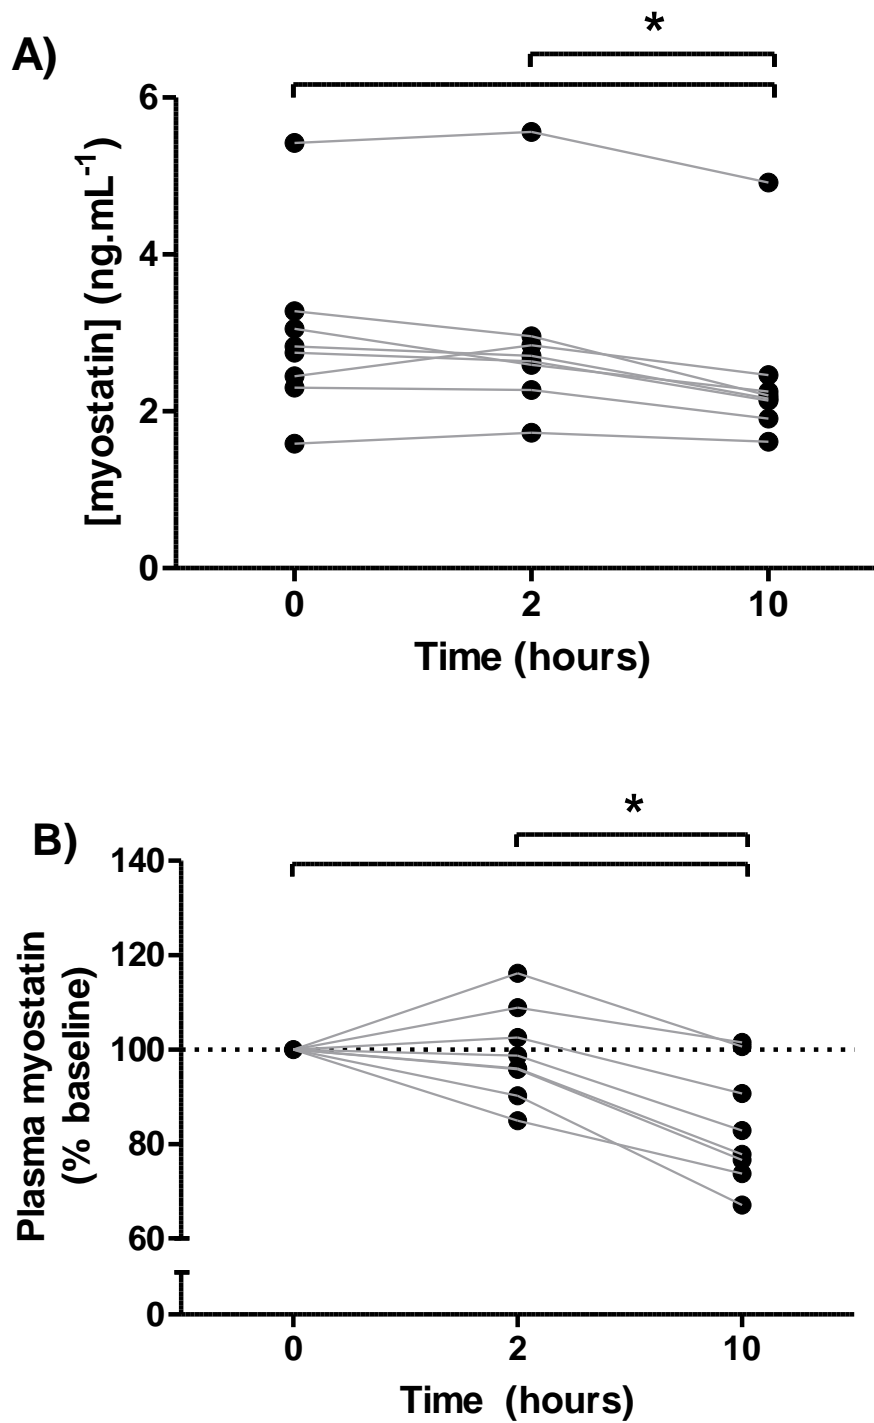 A)
*
6
4
2
0
[myostatin] (ng.mL⁻¹)
0 2 10
Time (hours)
B)
*
140
120
100
80
60
0
Plasma myostatin
(% baseline)
0 2 10
Time (hours)